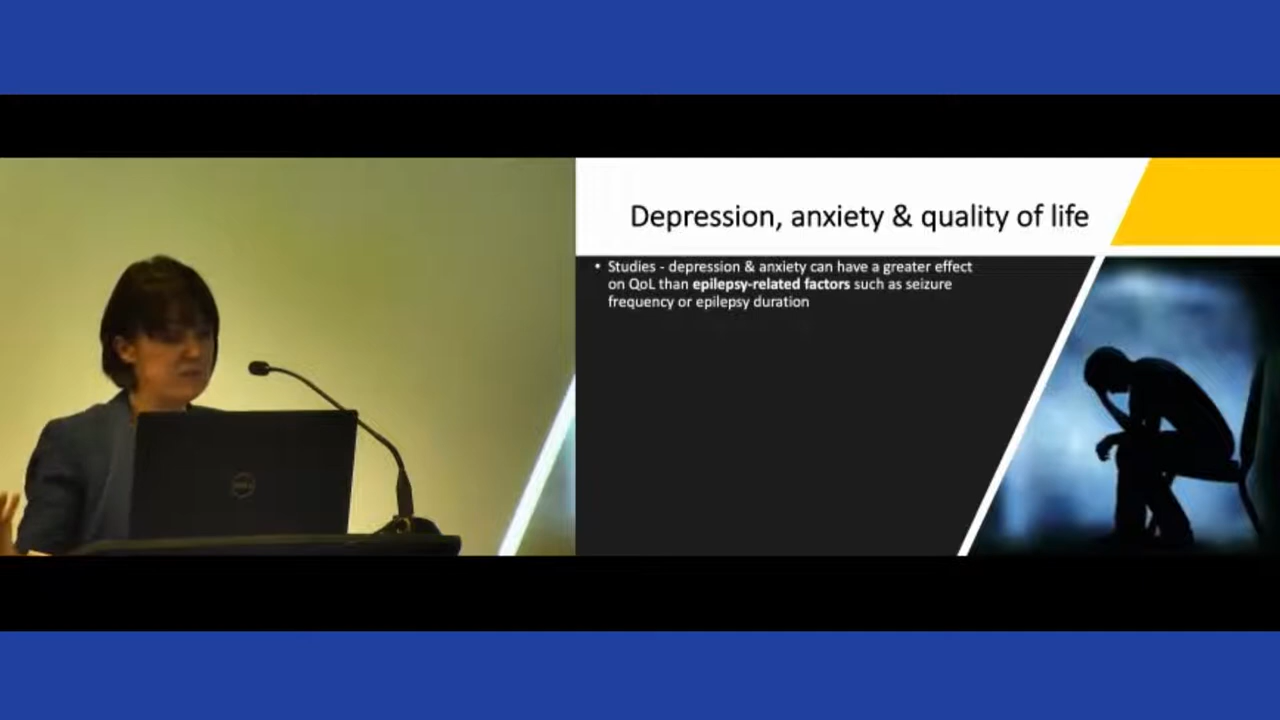 Depression, anxiety & quality of life
• Studies - depression & anxiety can have a greater effect
on QoL than epilepsy-related factors such as seizure
frequency or epilepsy duration
DELL